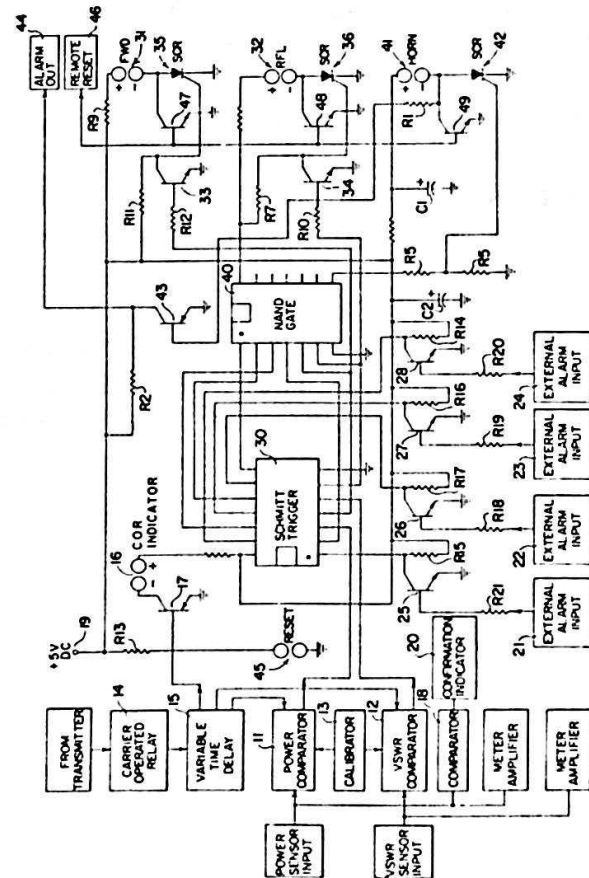 44
ALARM OUT
46
REMOTE RESET
R9
FWD
31
+
-
35
SCR
47
33
R11
R12
43
R2
RFL
32
+
-
36
SCR
48
34
R7
R10
HORN
41
+
-
SCR
42
R1
49
C1
+
R5
R5
C2
+
40
NAND GATE
30
SCHMITT TRIGGER
28
R14
R20
24
EXTERNAL ALARM INPUT
27
R16
R19
23
EXTERNAL ALARM INPUT
26
R17
R18
22
EXTERNAL ALARM INPUT
25
R15
R21
21
EXTERNAL ALARM INPUT
COR INDICATOR
16
-
+
17
+5V DC
19
R13
RESET
45
FROM TRANSMITTER
14
CARRIER OPERATED RELAY
15
VARIABLE TIME DELAY
11
POWER COMPARATOR
13
CALIBRATOR
12
VSWR COMPARATOR
20
CONFIRMATION INDICATOR
18
COMPARATOR
METER AMPLIFIER
METER AMPLIFIER
POWER SENSOR INPUT
VSWR SENSOR INPUT